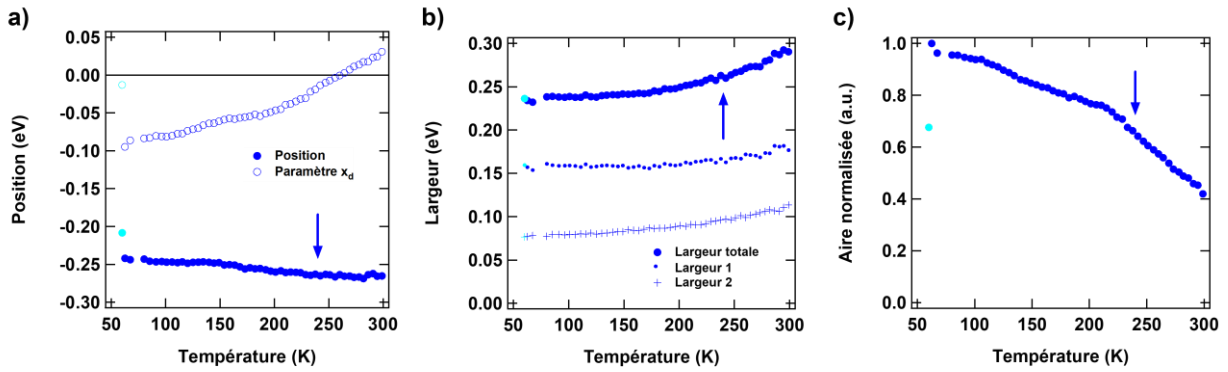 a)
0.05
0.00
-0.05
-0.10
-0.15
-0.20
-0.25
-0.30
Position (eV)
Position
Paramètre xd
50
100
150
200
250
300
Température (K)
b)
0.30
0.25
0.20
0.15
0.10
0.05
0.00
Largeur (eV)
Largeur totale
Largeur 1
Largeur 2
50
100
150
200
250
300
Température (K)
c)
1.0
0.8
0.6
0.4
0.2
0.0
Aire normalisée (a.u.)
50
100
150
200
250
300
Température (K)